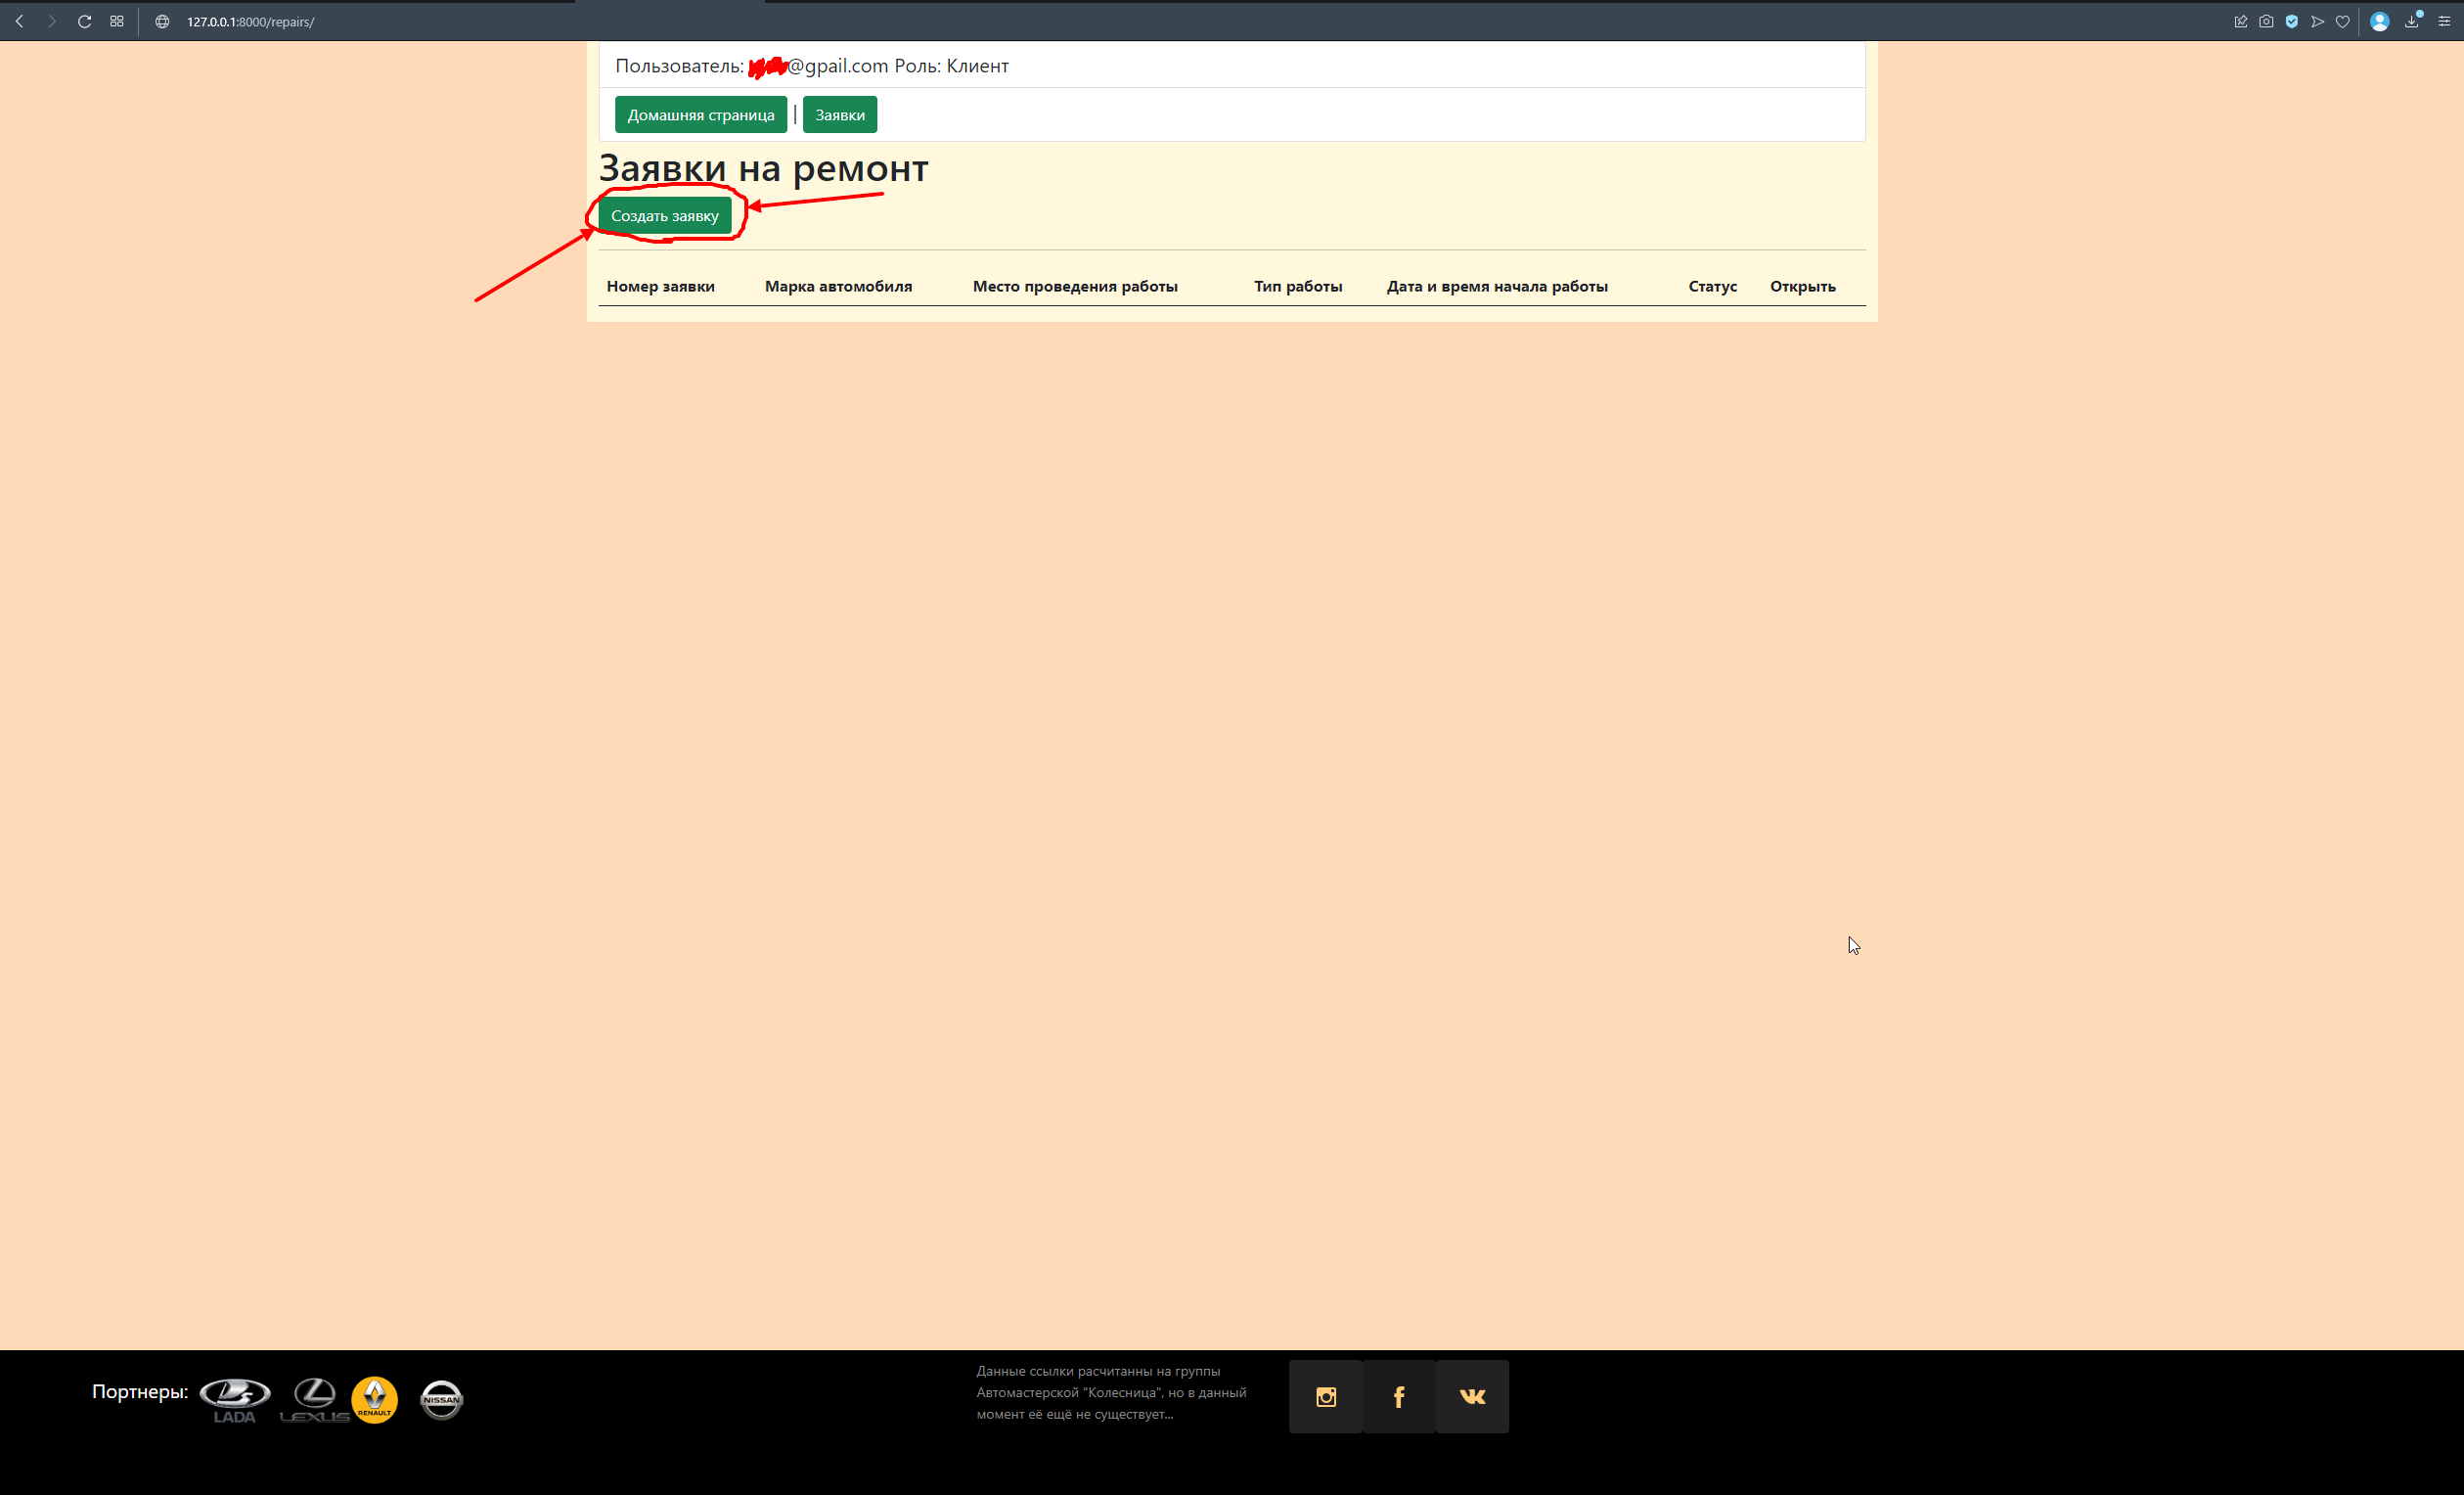 127.0.0.1:8000/repairs/
Пользователь: @gpail.com Роль: Клиент
Домашняя страница | Заявки
Заявки на ремонт
Создать заявку
Номер заявки Марка автомобиля Место проведения работы Тип работы Дата и время начала работы Статус Открыть
Партнеры:
LADA LEXUS RENAULT NISSAN
Данные ссылки расчитанны на группы
Автомастерской "Колесница", но в данный
момент её ещё не существует...